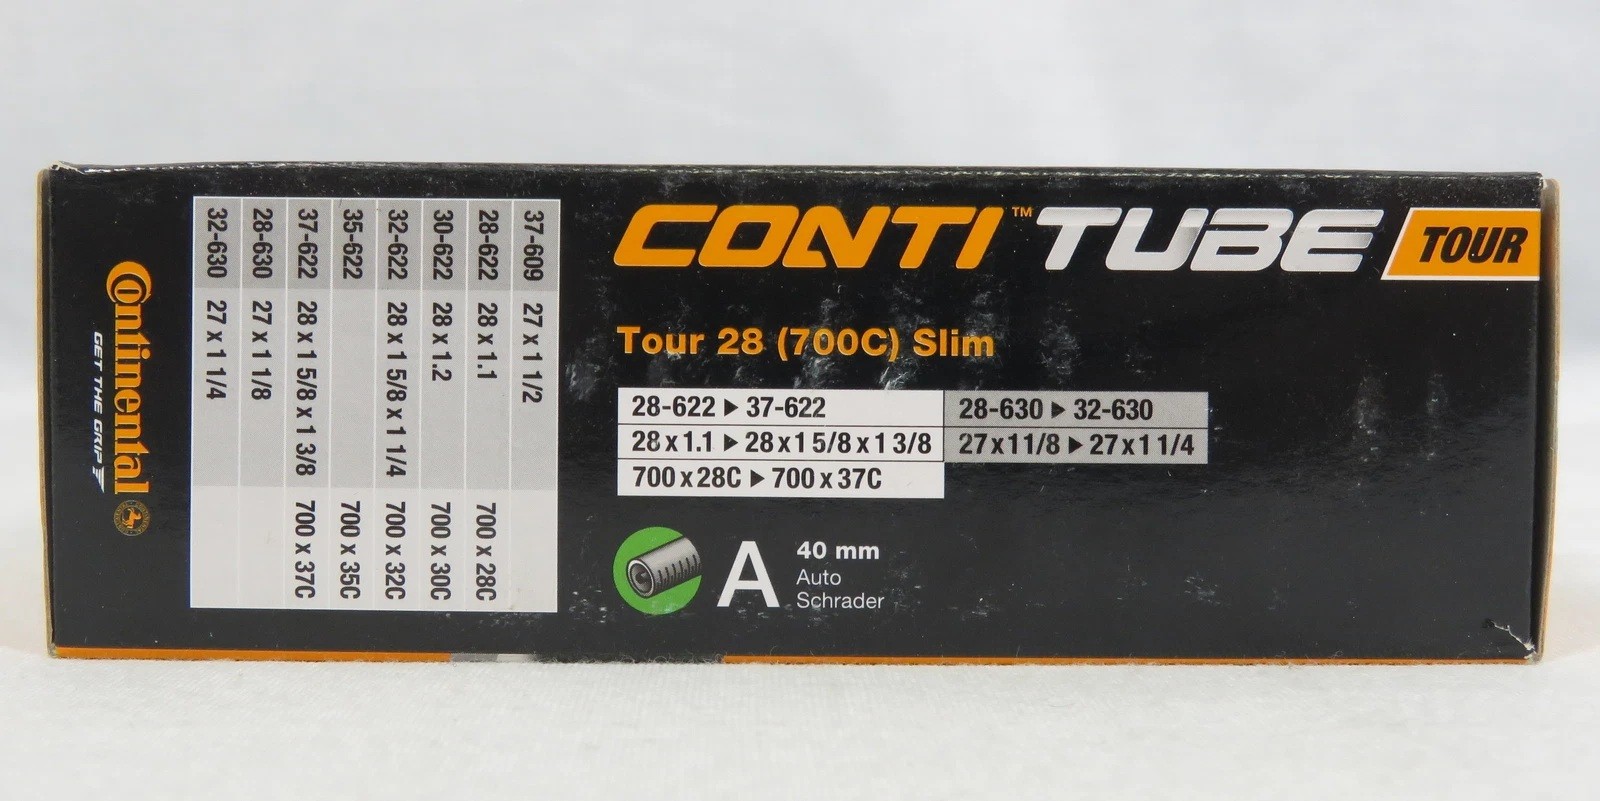 CONTI™ TUBE TOUR
Tour 28 (700C) Slim
28-622 ▶ 37-622
28 x 1.1 ▶ 28 x 1 5/8 x 1 3/8
700 x 28C ▶ 700 x 37C
28-630 ▶ 32-630
27 x 1 1/8 ▶ 27 x 1 1/4
A
40 mm
Auto
Schrader
37-609 27 x 1 1/2
28-622 28 x 1.1 700 x 28C
30-622 28 x 1.2 700 x 30C
32-622 28 x 1 5/8 x 1 1/4 700 x 32C
35-622 700 x 35C
37-622 28 x 1 5/8 x 1 3/8 700 x 37C
28-630 27 x 1 1/8
32-630 27 x 1 1/4
Continental
GET THE GRIP